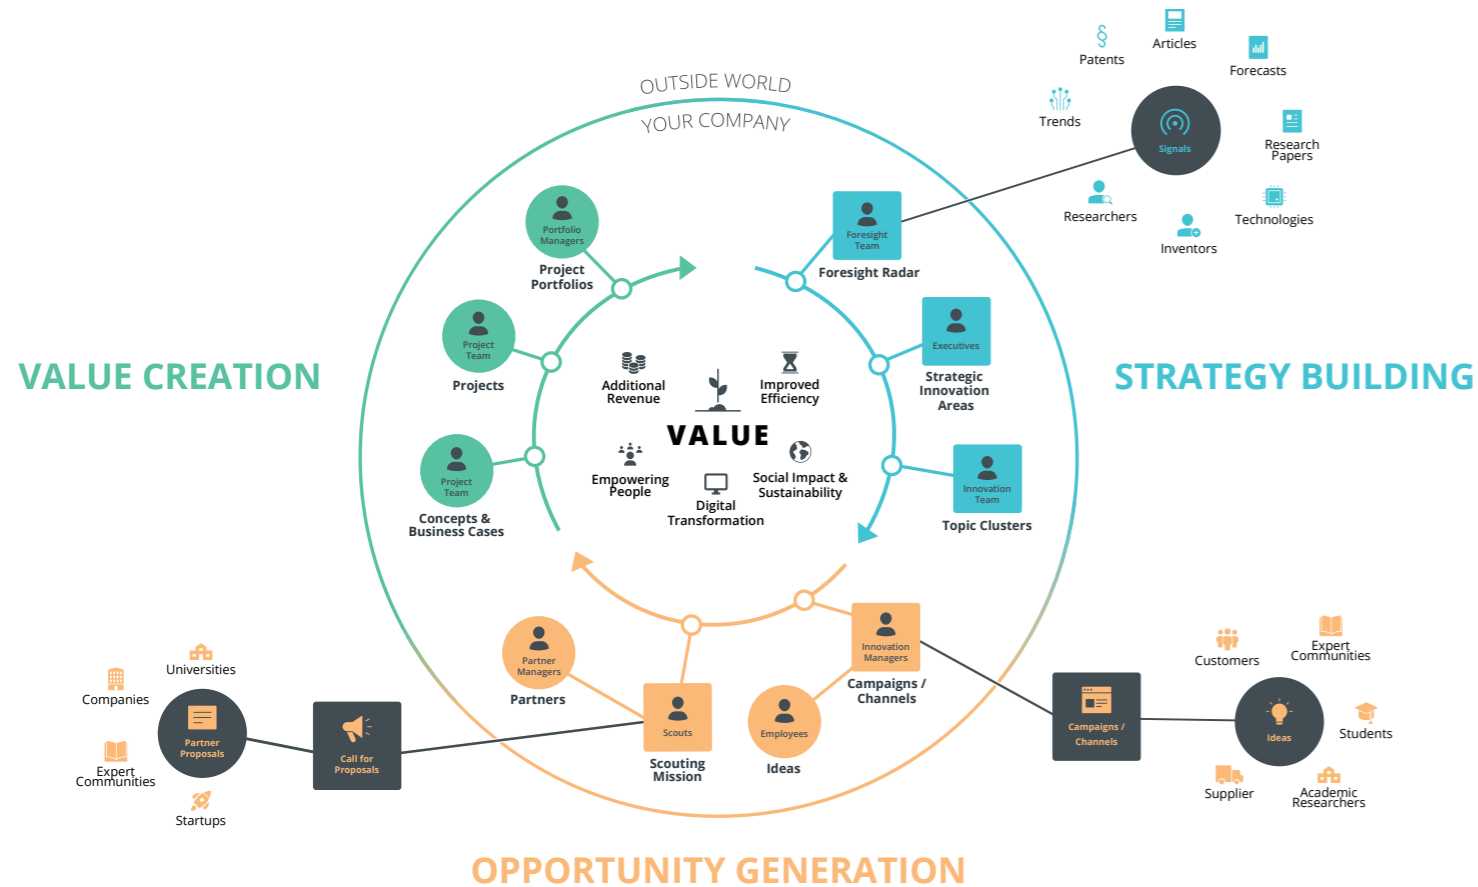 OUTSIDE WORLD
YOUR COMPANY
Patents
Articles
Forecasts
Trends
Signals
Research
Papers
Researchers
Technologies
Inventors
Portfolio
Managers
Project
Portfolios
Foresight
Team
Foresight Radar
Project
Team
Projects
Executives
Strategic
Innovation
Areas
VALUE CREATION
STRATEGY BUILDING
Additional
Revenue
Improved
Efficiency
VALUE
Empowering
People
Digital
Transformation
Social Impact &
Sustainability
Project
Team
Concepts &
Business Cases
Innovation
Team
Topic Clusters
Partner
Managers
Partners
Scouts
Scouting
Mission
Employees
Ideas
Innovation
Managers
Campaigns /
Channels
Universities
Companies
Partner
Proposals
Expert
Communities
Startups
Call for
Proposals
Campaigns /
Channels
Customers
Expert
Communities
Ideas
Students
Supplier
Academic
Researchers
OPPORTUNITY GENERATION